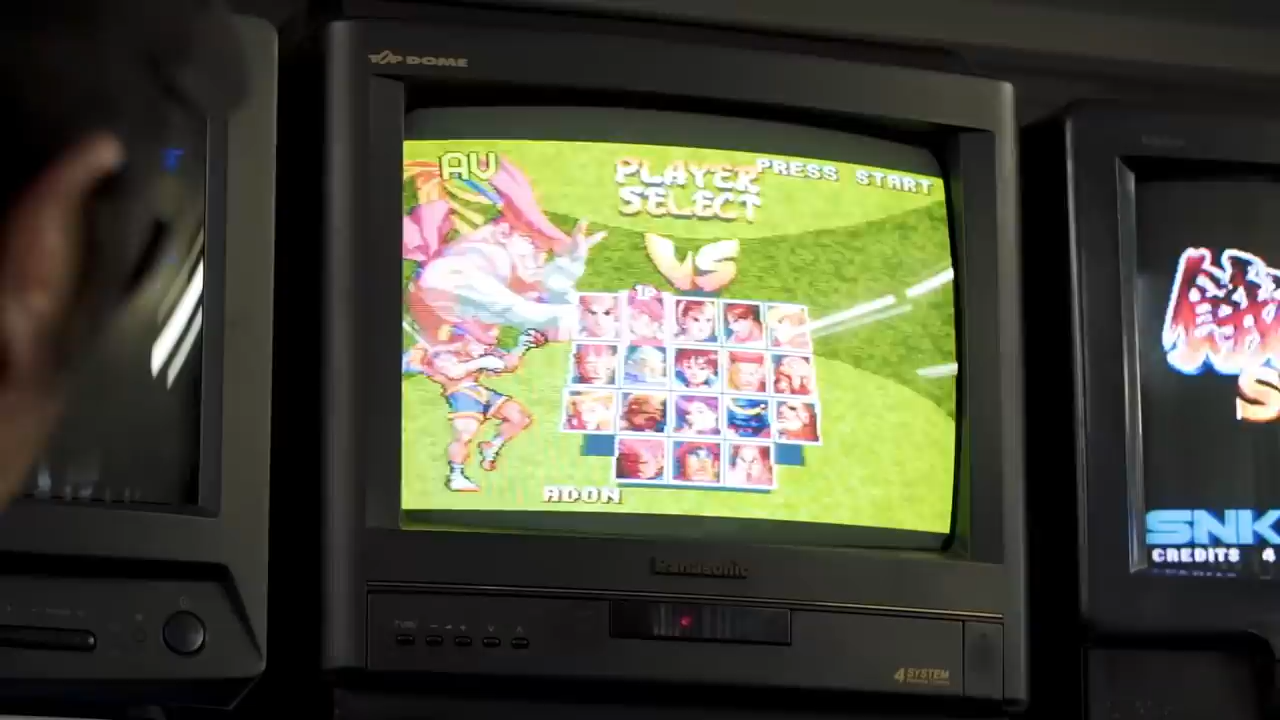 TOP DOME
AV
PLAYER
SELECT
PRESS START
VS
1P
ADON
Panasonic
4 SYSTEM
SNK
CREDITS 4